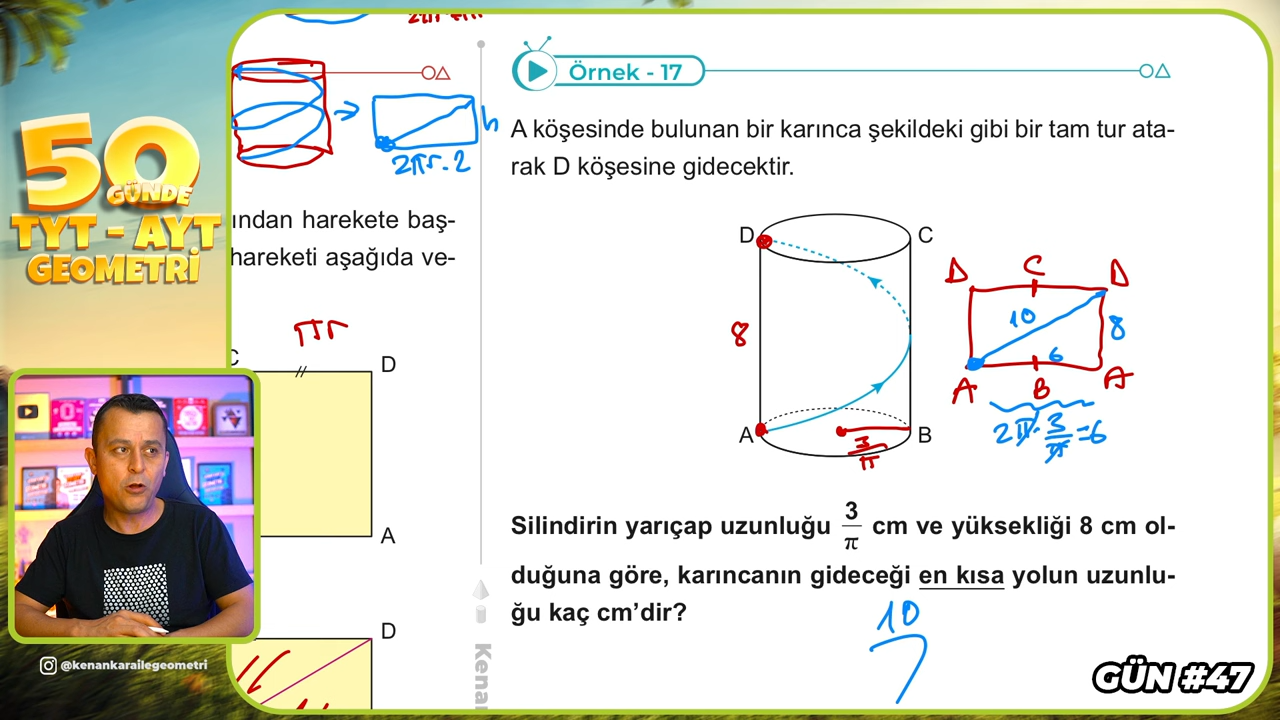 50
GÜNDE
TYT - AYT
GEOMETRİ
h
2πr.2
ından harekete baş-
hareketi aşağıda ve-
πr
C
D
A
D
@kenankarailegeometri
Örnek - 17
A köşesinde bulunan bir karınca şekildeki gibi bir tam tur ata-
rak D köşesine gidecektir.
D
C
8
A
B
3/π
D C D
10
8
6
A B A
2π·3/π=6
Silindirin yarıçap uzunluğu 3/π cm ve yüksekliği 8 cm ol-
duğuna göre, karıncanın gideceği en kısa yolun uzunlu-
ğu kaç cm'dir?
10
Kenan
GÜN #47